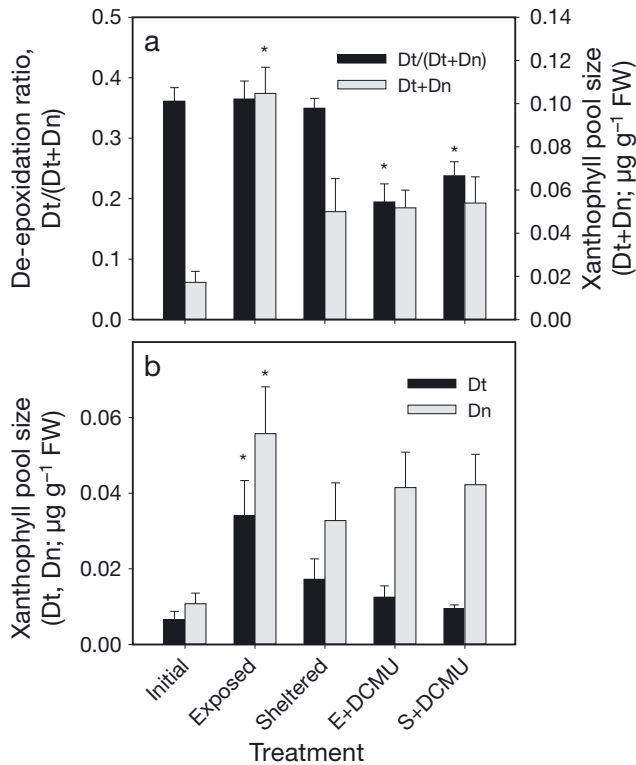 a
Dt/(Dt+Dn)
Dt+Dn
De-epoxidation ratio,
Dt/(Dt+Dn)
0.5
0.4
0.3
0.2
0.1
0.0
Xanthophyll pool size
(Dt+Dn; µg g⁻¹ FW)
0.14
0.12
0.10
0.08
0.06
0.04
0.02
0.00
*
*
*
b
Dt
Dn
Xanthophyll pool size
(Dt, Dn; µg g⁻¹ FW)
0.06
0.04
0.02
0.00
*
*
Initial
Exposed
Sheltered
E+DCMU
S+DCMU
Treatment